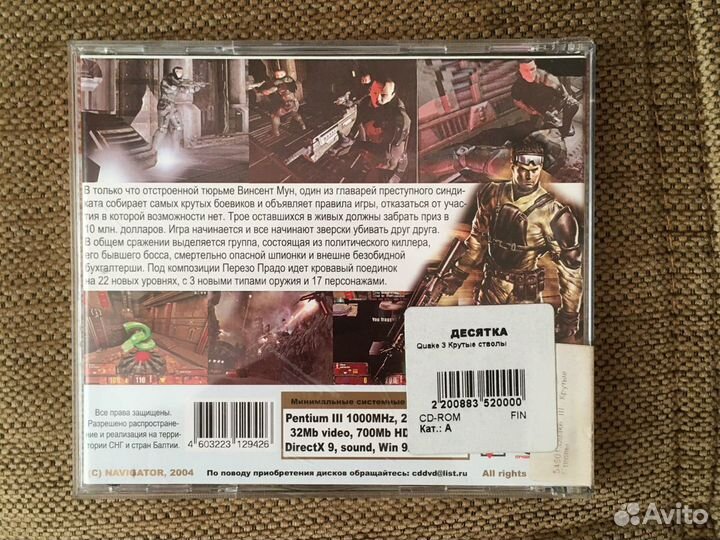 В только что отстроенной тюрьме Винсент Мун, один из главарей преступного синди-
ката собирает самых крутых боевиков и объявляет правила игры, отказаться от учас-
тия в которой возможности нет. Трое оставшихся в живых должны забрать приз в
10 млн. долларов. Игра начинается и все начинают зверски убивать друг друга.
В общем сражении выделяется группа, состоящая из политического киллера,
его бывшего босса, смертельно опасной шпионки и внешне безобидной
бухгалтерши. Под композиции Перезо Прадо идет кровавый поединок
на 22 новых уровнях, с 3 новыми типами оружия и 17 персонажами.
ДЕСЯТКА
Quake 3 Крутые стволы
2 200883 520000
CD-ROM FIN
Кат.: А
Минимальные системные
Pentium III 1000MHz, 2
32Mb video, 700Mb HD
DirectX 9, sound, Win 9
Все права защищены.
Разрешено распростране-
ние и реализация на терри-
тории СНГ и стран Балтии.
4 603223 129426
(C) NAVIGATOR, 2004
По поводу приобретения дисков обращайтесь: cddvd@list.ru
All rights
III Крутые
стволы
Avito